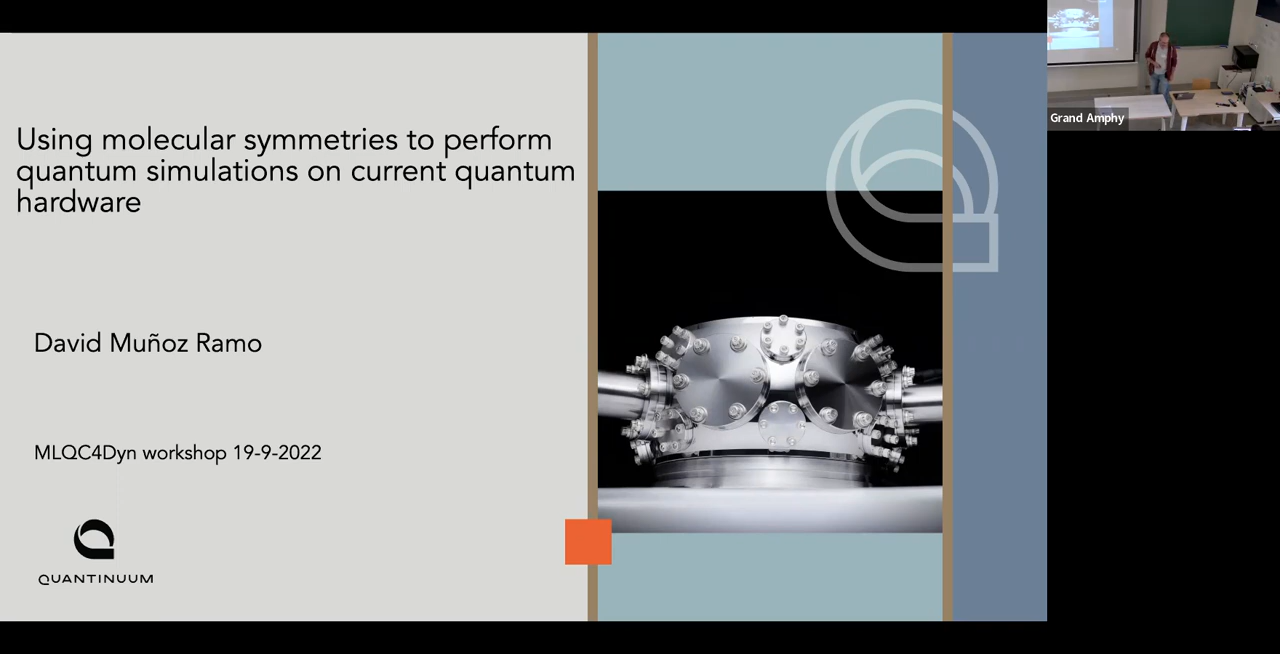 Using molecular symmetries to perform
quantum simulations on current quantum
hardware
David Muñoz Ramo
MLQC4Dyn workshop 19-9-2022
QUANTINUUM
Grand Amphy